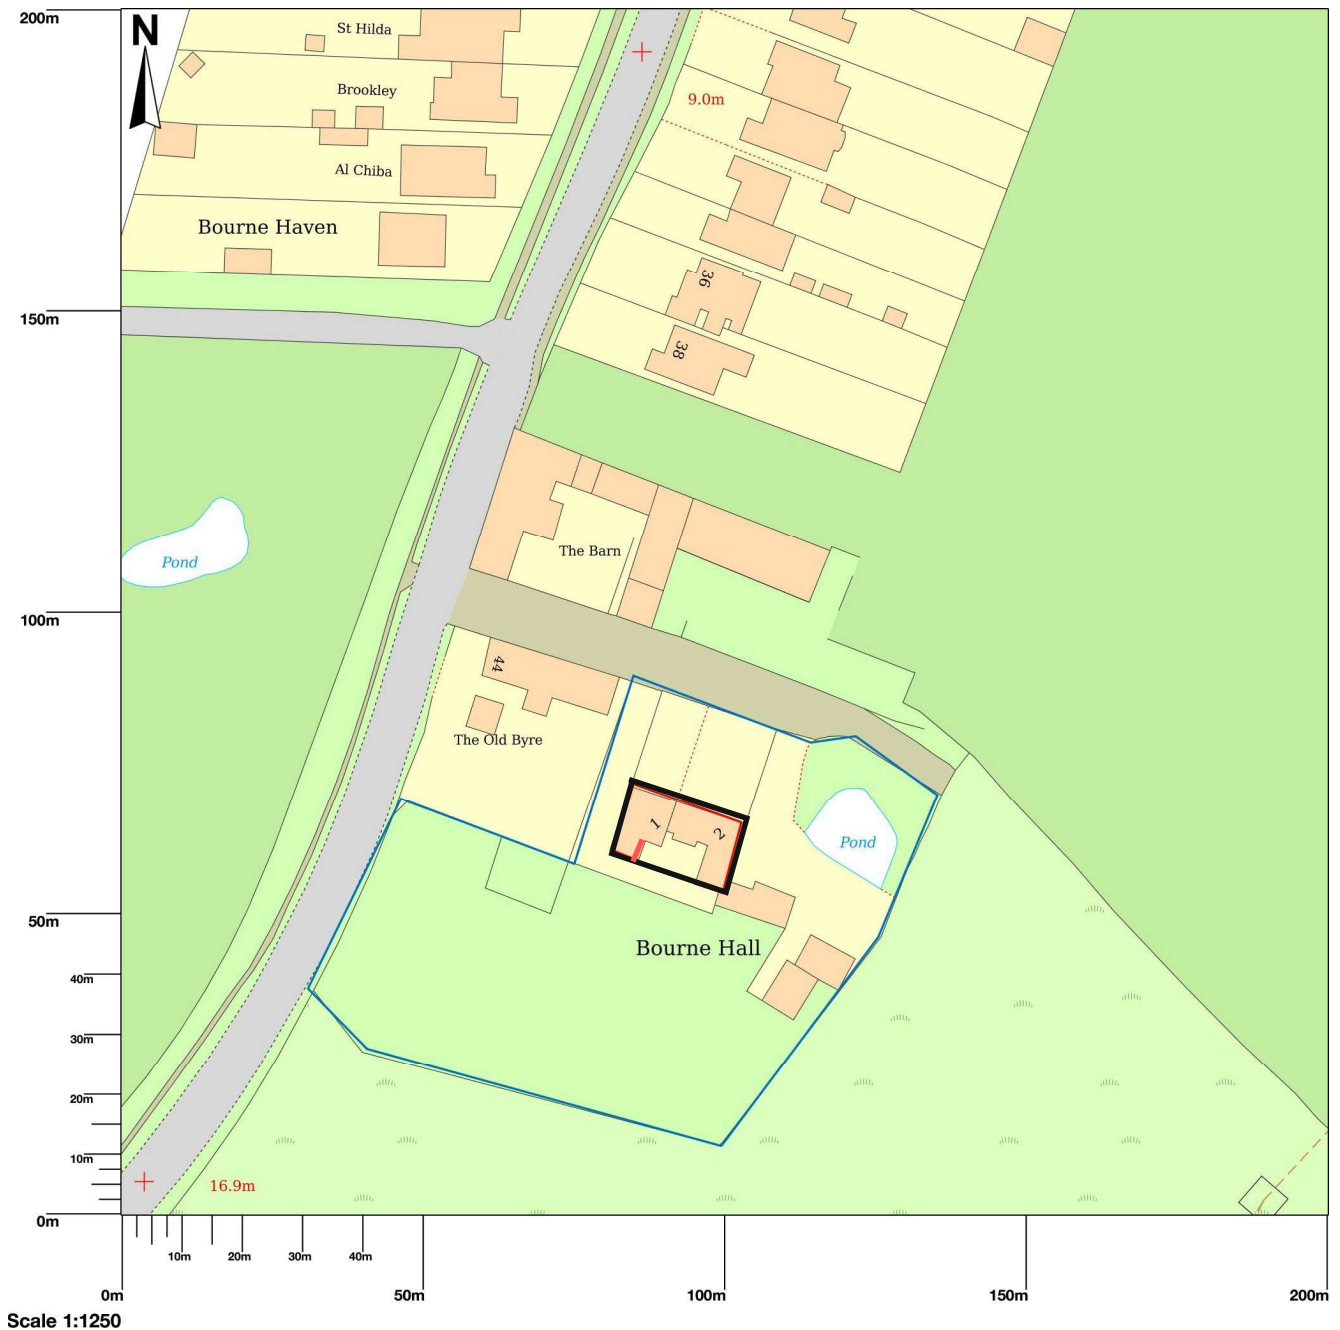 200m
N
St Hilda
Brookley
9.0m
Al Chiba
Bourne Haven
36
150m
38
The Barn
Pond
100m
44
The Old Byre
1
2
Pond
50m
Bourne Hall
40m
30m
20m
10m
16.9m
0m
10m
20m
30m
40m
0m
50m
100m
150m
200m
Scale 1:1250